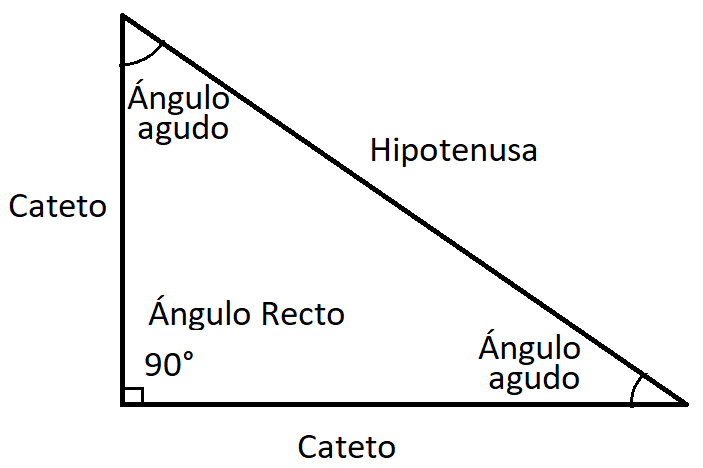 Ángulo
agudo
Hipotenusa
Cateto
Ángulo Recto
90°
Ángulo
agudo
Cateto